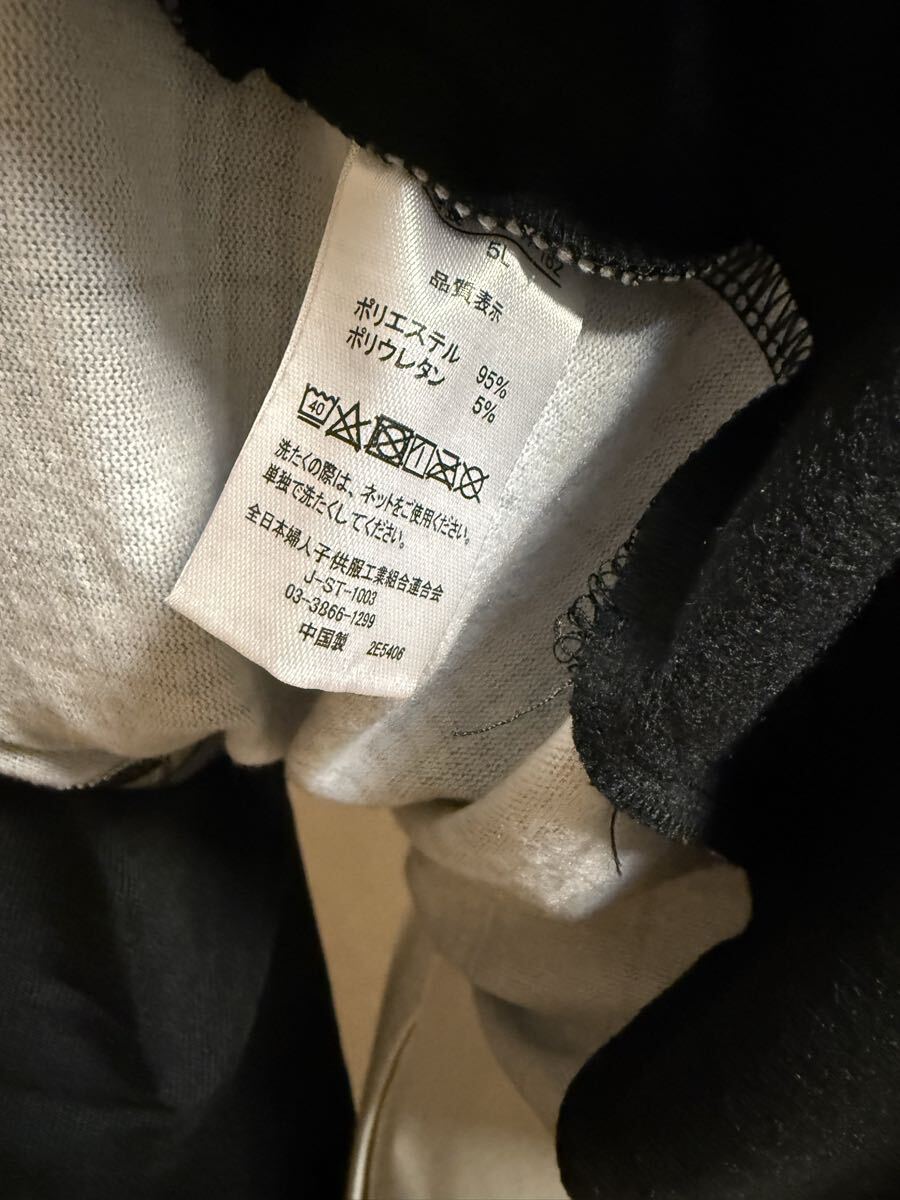 5L
品質表示
ポリエステル 95%
ポリウレタン 5%
40
洗たくの際は、ネットをご使用ください。
単独で洗たくしてください。
全日本婦人子供服工業組合連合会
J-ST-1003
03-3866-1299
中国製 2E5406